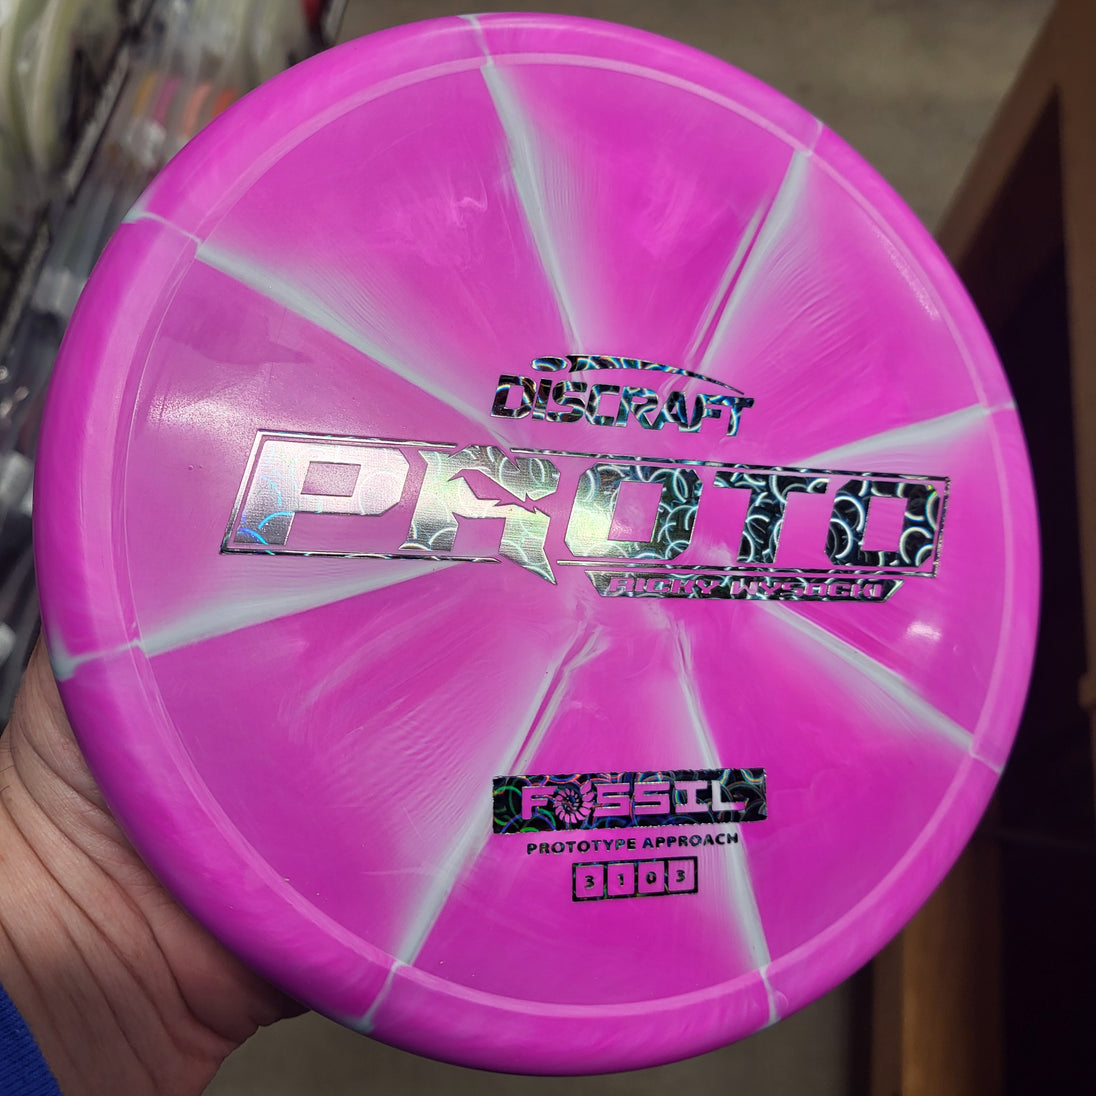 DISCRAFT
PROTO
RICKY WYSOCKI
FOSSIL
PROTOTYPE APPROACH
3 1 0 3